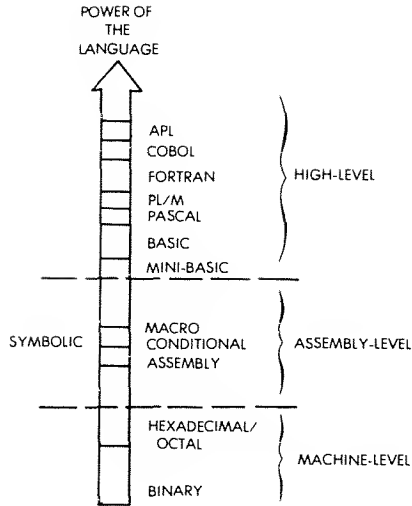 POWER OF
THE
LANGUAGE
APL
COBOL
FORTRAN
HIGH-LEVEL
PL/M
PASCAL
BASIC
MINI-BASIC
MACRO
SYMBOLIC
CONDITIONAL
ASSEMBLY-LEVEL
ASSEMBLY
HEXADECIMAL/
OCTAL
MACHINE-LEVEL
BINARY